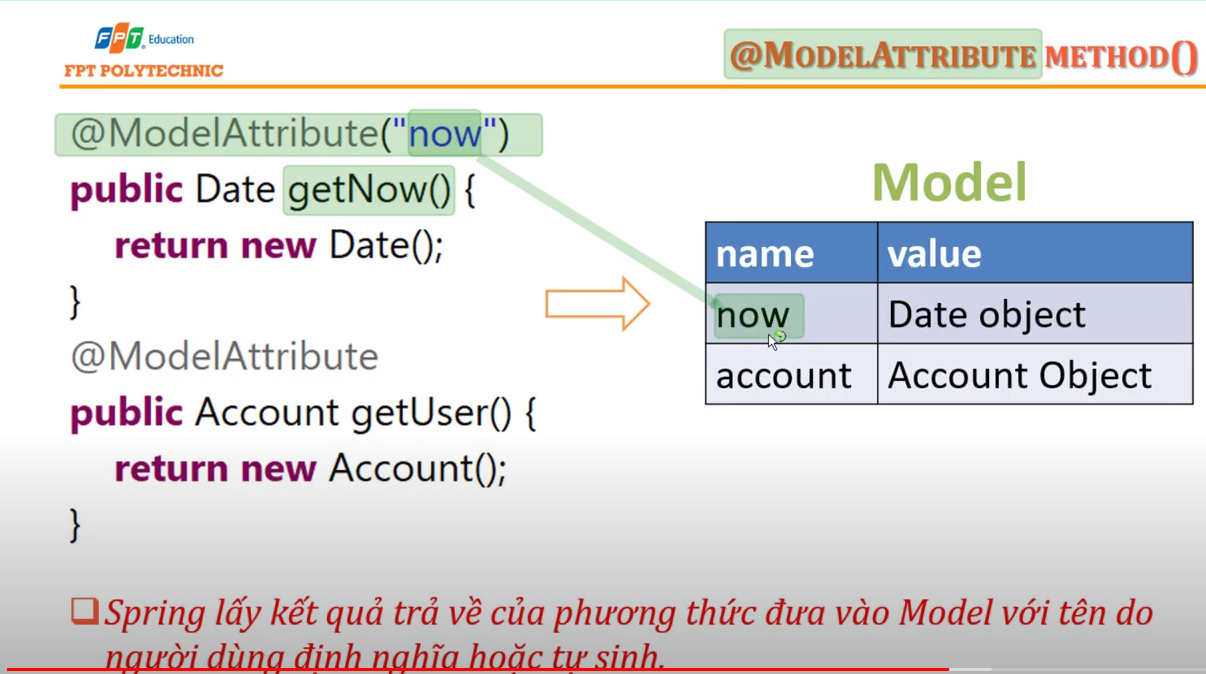 FPT Education
FPT POLYTECHNIC
@MODELATTRIBUTE METHOD()
@ModelAttribute("now")
public Date getNow() {
return new Date();
}
@ModelAttribute
public Account getUser() {
return new Account();
}
Model
name value
now Date object
account Account Object
Spring lấy kết quả trả về của phương thức đưa vào Model với tên do
người dùng định nghĩa hoặc tự sinh.